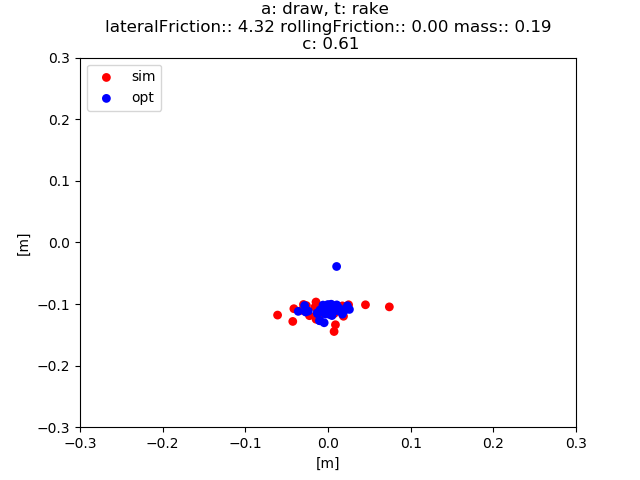 a: draw, t: rake
lateralFriction:: 4.32 rollingFriction:: 0.00 mass:: 0.19
c: 0.61
sim
opt
0.3
0.2
0.1
0.0
−0.1
−0.2
−0.3
[m]
−0.3
−0.2
−0.1
0.0
0.1
0.2
0.3
[m]